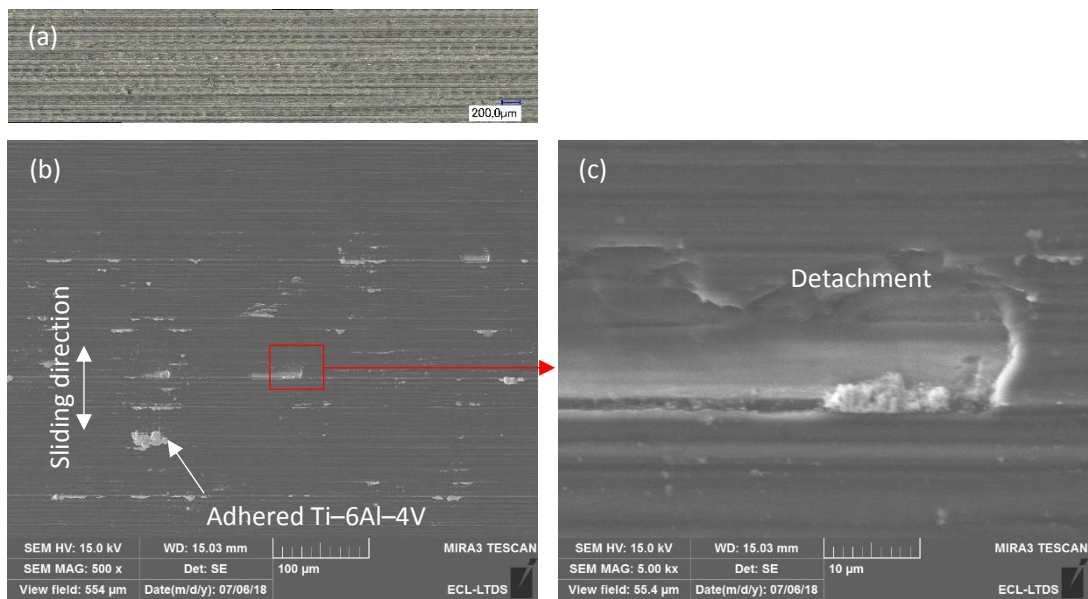 (a)
200.0µm
(b)
Sliding direction
Adhered Ti–6Al–4V
SEM HV: 15.0 kV
WD: 15.03 mm
MIRA3 TESCAN
SEM MAG: 500 x
Det: SE
100 µm
View field: 554 µm
Date(m/d/y): 07/06/18
ECL-LTDS
(c)
Detachment
SEM HV: 15.0 kV
WD: 15.03 mm
MIRA3 TESCAN
SEM MAG: 5.00 kx
Det: SE
10 µm
View field: 55.4 µm
Date(m/d/y): 07/06/18
ECL-LTDS